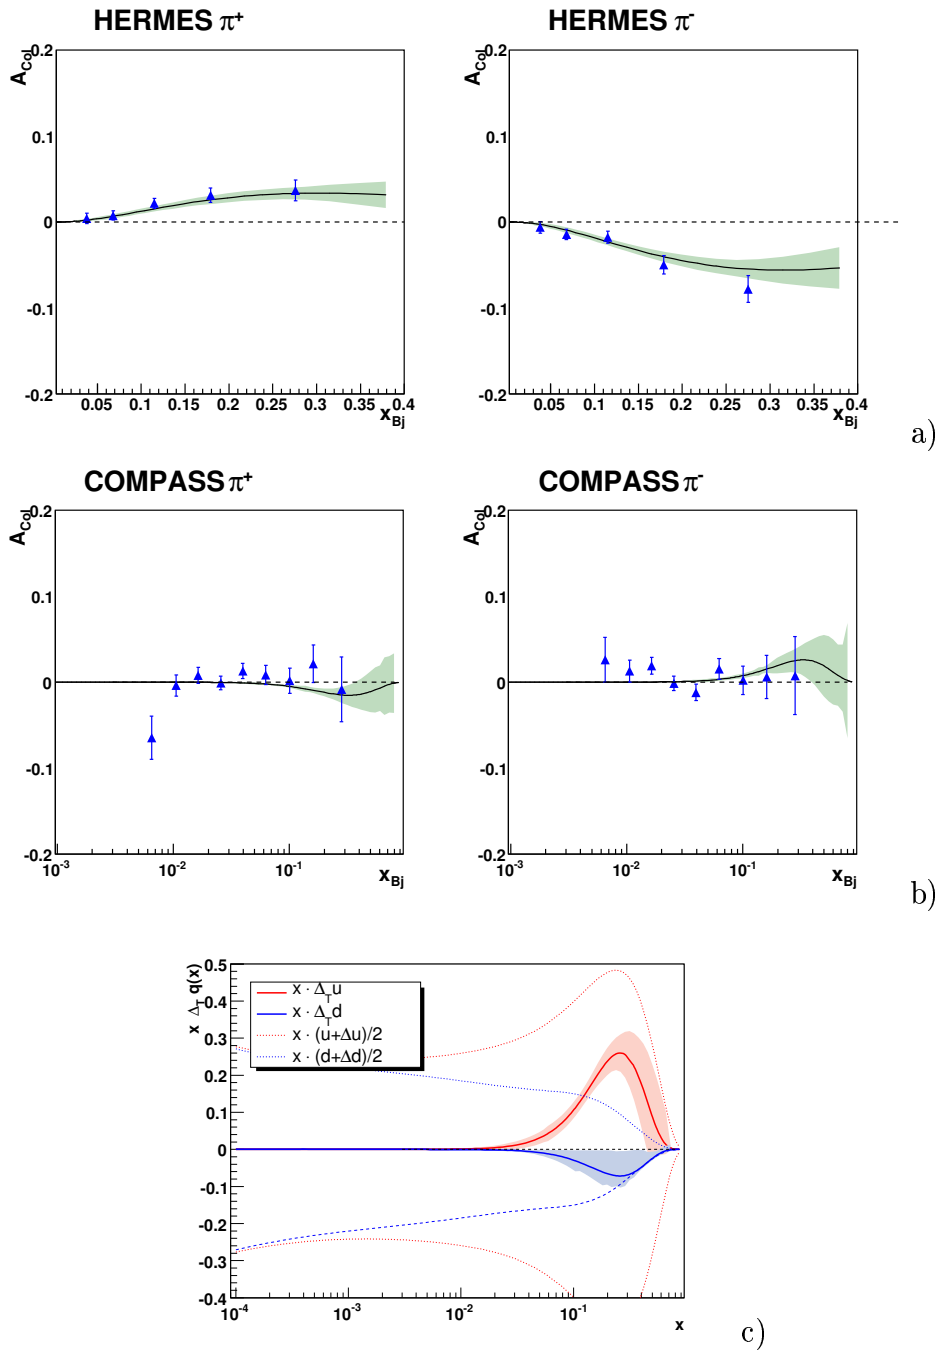 HERMES π⁺
HERMES π⁻
A_Col
0.2
0.1
0
-0.1
-0.2
0.05 0.1 0.15 0.2 0.25 0.3 0.35 0.4
x_Bj
A_Col
0.2
0.1
0
-0.1
-0.2
0.05 0.1 0.15 0.2 0.25 0.3 0.35 0.4
x_Bj
a)
COMPASS π⁺
COMPASS π⁻
A_Col
0.2
0.1
0
-0.1
-0.2
10⁻³ 10⁻² 10⁻¹
x_Bj
A_Col
0.2
0.1
0
-0.1
-0.2
10⁻³ 10⁻² 10⁻¹
x_Bj
b)
x Δ_T q(x)
0.5
0.4
0.3
0.2
0.1
0
-0.1
-0.2
-0.3
-0.4
x · Δ_T u
x · Δ_T d
x · (u+Δu)/2
x · (d+Δd)/2
10⁻⁴ 10⁻³ 10⁻² 10⁻¹
x
c)